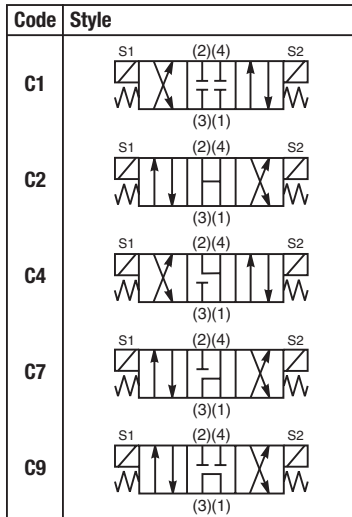 Code Style
S1 (2)(4) S2
C1
(3)(1)
S1 (2)(4) S2
C2
(3)(1)
S1 (2)(4) S2
C4
(3)(1)
S1 (2)(4) S2
C7
(3)(1)
S1 (2)(4) S2
C9
(3)(1)